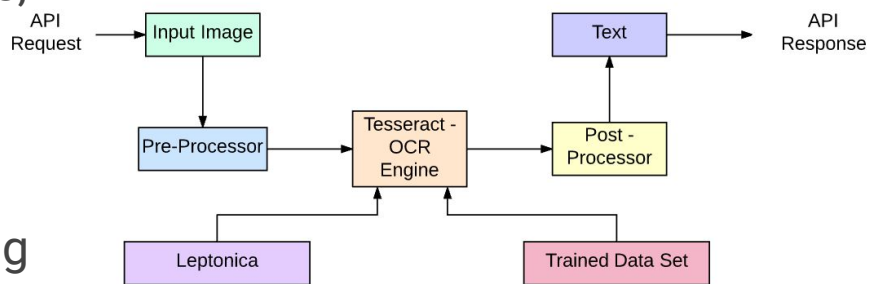 API
Request
Input Image
Text
API
Response
Pre-Processor
Tesseract -
OCR
Engine
Post -
Processor
g
Leptonica
Trained Data Set